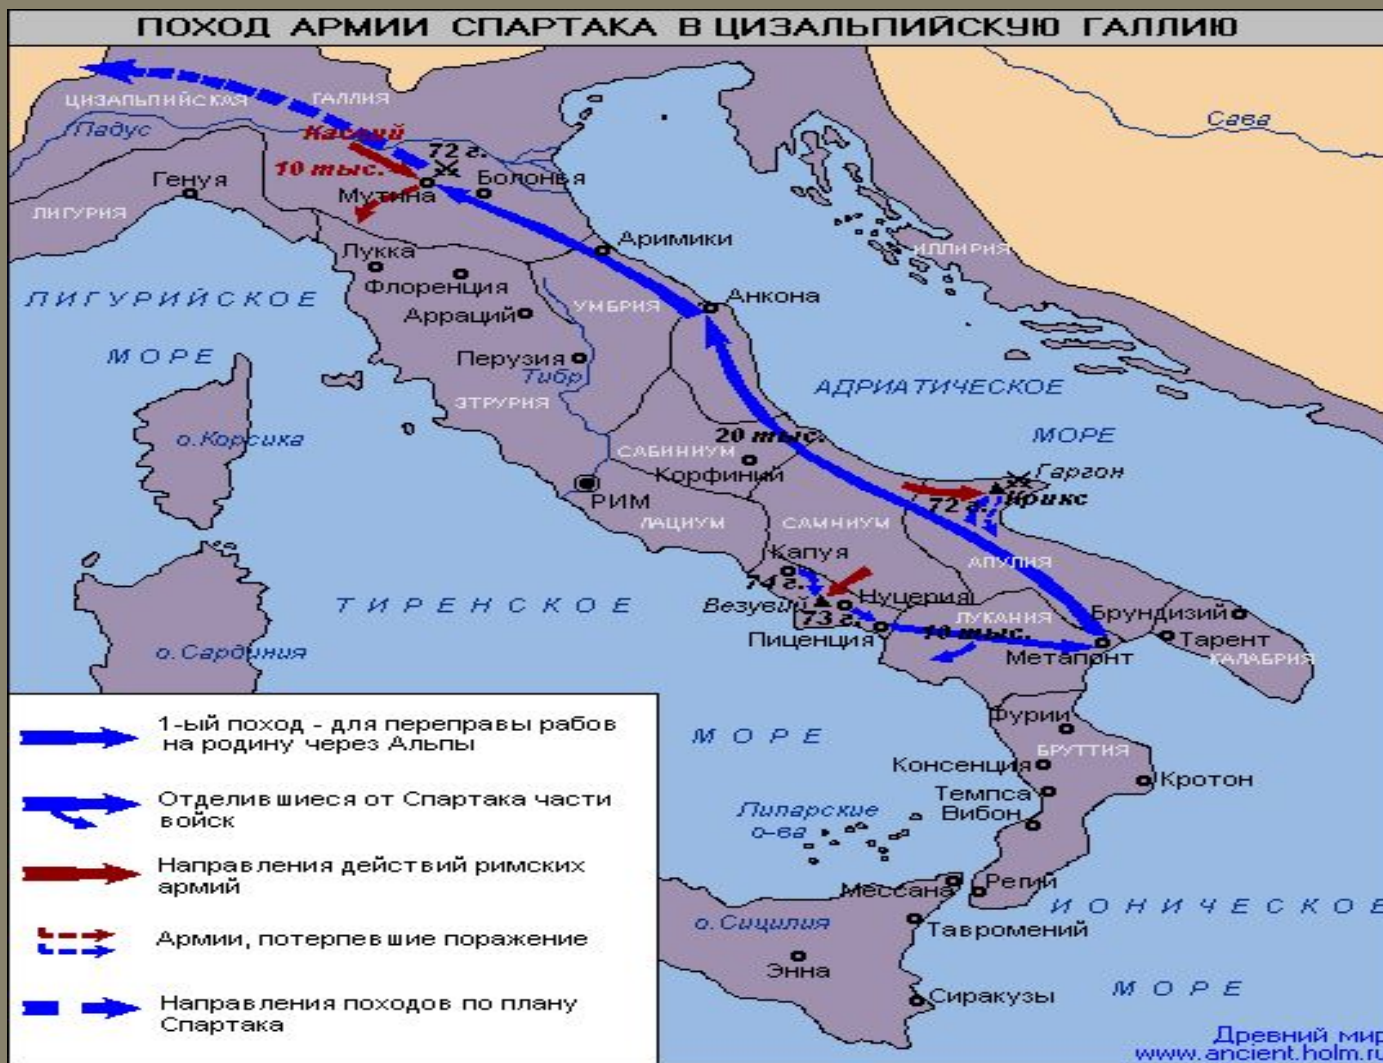 ПОХОД АРМИИ СПАРТАКА В ЦИЗАЛЬПИЙСКУЮ ГАЛЛИЮ
ЦИЗАЛЬПИЙСКАЯ ГАЛЛИЯ
Падус
Сава
Кассий
72 г.
10 тыс.
Генуя
Мутина
Болонья
ЛИГУРИЯ
Аримики
ИЛЛИРИЯ
Лукка
Флоренция
ЛИГУРИЙСКОЕ
МОРЕ
УМБРИЯ
Анкона
Арраций
Перузия
Тибр
АДРИАТИЧЕСКОЕ
МОРЕ
ЭТРУРИЯ
о.Корсика
20 тыс.
САБИНИУМ
Корфиний
Гаргон
Крикс
72 г.
РИМ
ЛАЦИУМ
САМНИУМ
АПУЛИЯ
Капуя
74 г.
Везувий
Нуцерия
73 г.
ЛУКАНИЯ
Брундизий
ТИРЕНСКОЕ
Пиценция
10 тыс.
Метапонт
Тарент
КАЛАБРИЯ
о.Сардиния
МОРЕ
Фурии
БРУТТИЯ
Консенция
Кротон
Темпса
Вибон
Липарские
о-ва
Мессана
Регий
ИОНИЧЕСКОЕ
о.Сицилия
Тавромений
Энна
Сиракузы
МОРЕ
1-ый поход - для переправы рабов
на родину через Альпы
Отделившиеся от Спартака части
войск
Направления действий римских
армий
Армии, потерпевшие поражение
Направления походов по плану
Спартака
Древний мир
www.ancient.holm.ru